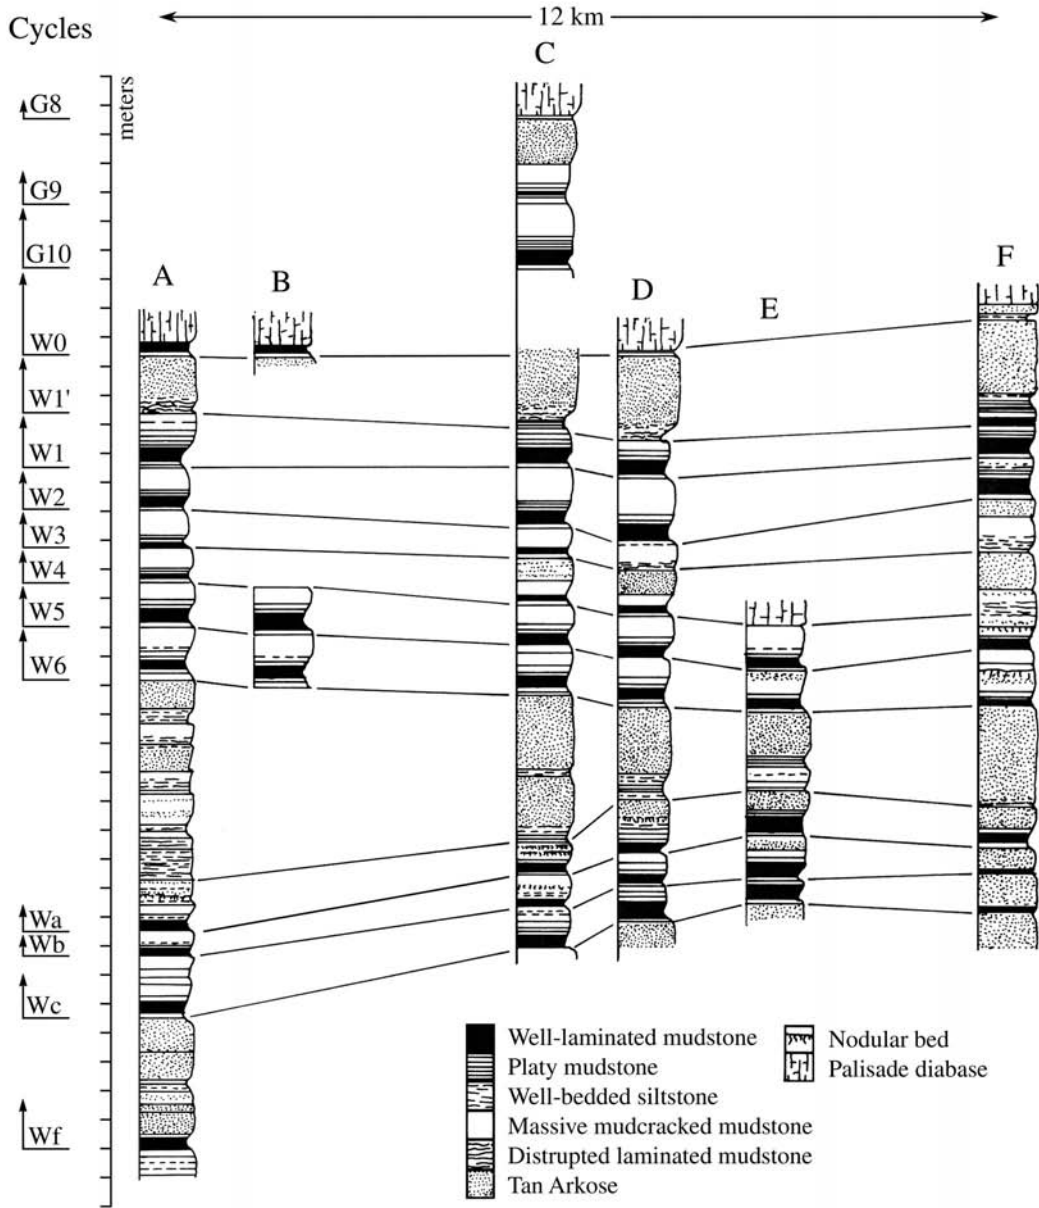 12 km
Cycles
meters
A
B
C
D
E
F
G8
G9
G10
W0
W1'
W1
W2
W3
W4
W5
W6
Wa
Wb
Wc
Wf
Well-laminated mudstone
Platy mudstone
Well-bedded siltstone
Massive mudcracked mudstone
Distrupted laminated mudstone
Tan Arkose
Nodular bed
Palisade diabase